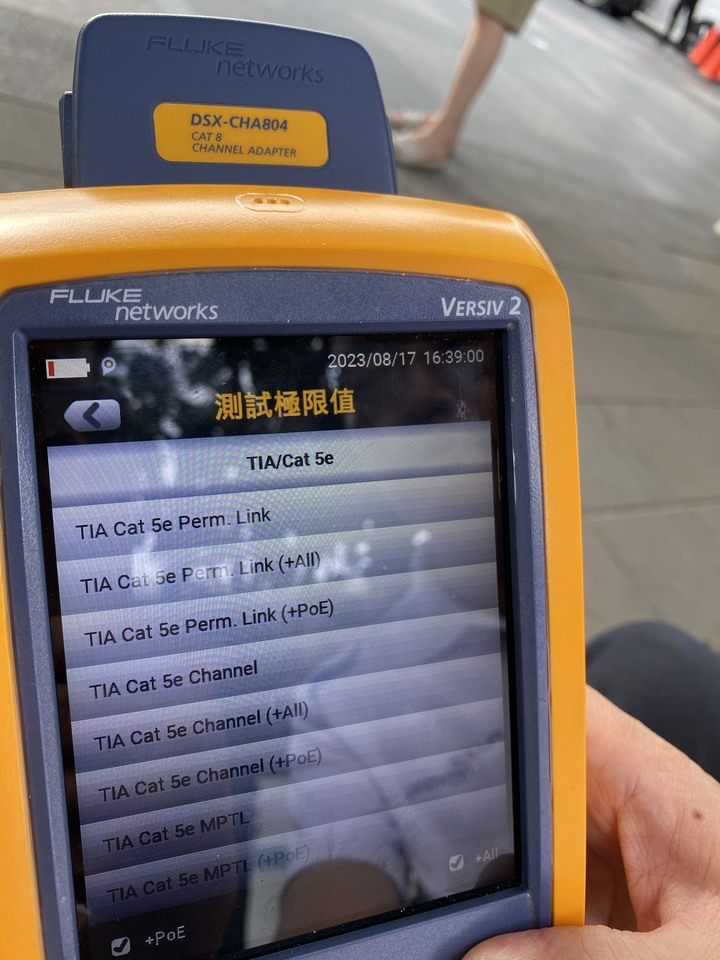 FLUKE
networks
DSX-CHA804
CAT 8
CHANNEL ADAPTER
FLUKE
networks
VERSIV 2
2023/08/17 16:39:00
測試極限值
TIA/Cat 5e
TIA Cat 5e Perm. Link
TIA Cat 5e Perm. Link (+All)
TIA Cat 5e Perm. Link (+PoE)
TIA Cat 5e Channel
TIA Cat 5e Channel (+All)
TIA Cat 5e Channel (+PoE)
TIA Cat 5e MPTL
TIA Cat 5e MPTL (+PoE)
+All
+PoE